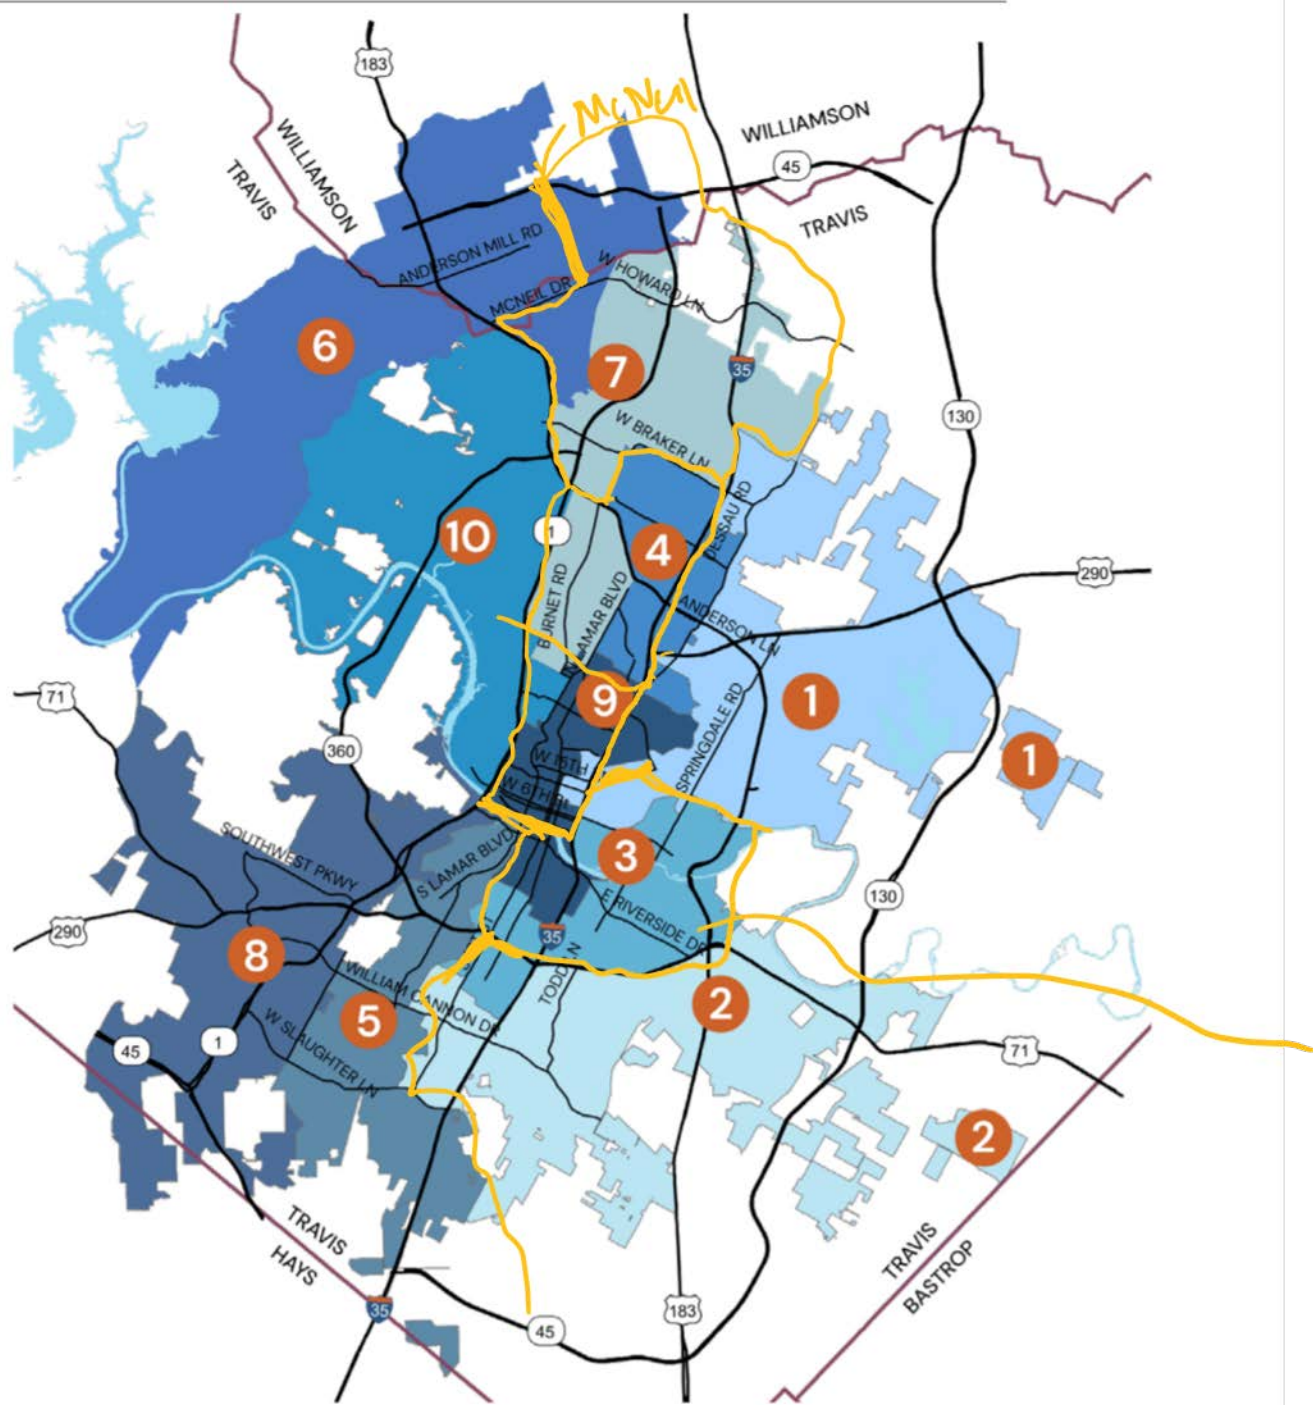 McNeil
183
WILLIAMSON
45
WILLIAMSON
TRAVIS
TRAVIS
ANDERSON MILL RD
W HOWARD LN
MCNEIL DR
6
7
35
130
W BRAKER LN
10
1
4
DESSAU RD
290
BURNET RD
N LAMAR BLVD
ANDERSON LN
71
9
1
SPRINGDALE RD
360
W 15TH
1
W 6TH
SOUTHWEST PKWY
S LAMAR BLVD
3
E RIVERSIDE DR
130
290
8
35
WILLIAM CANNON DR
TODD LN
2
5
W SLAUGHTER LN
45
1
71
2
TRAVIS
HAYS
TRAVIS
BASTROP
35
45
183